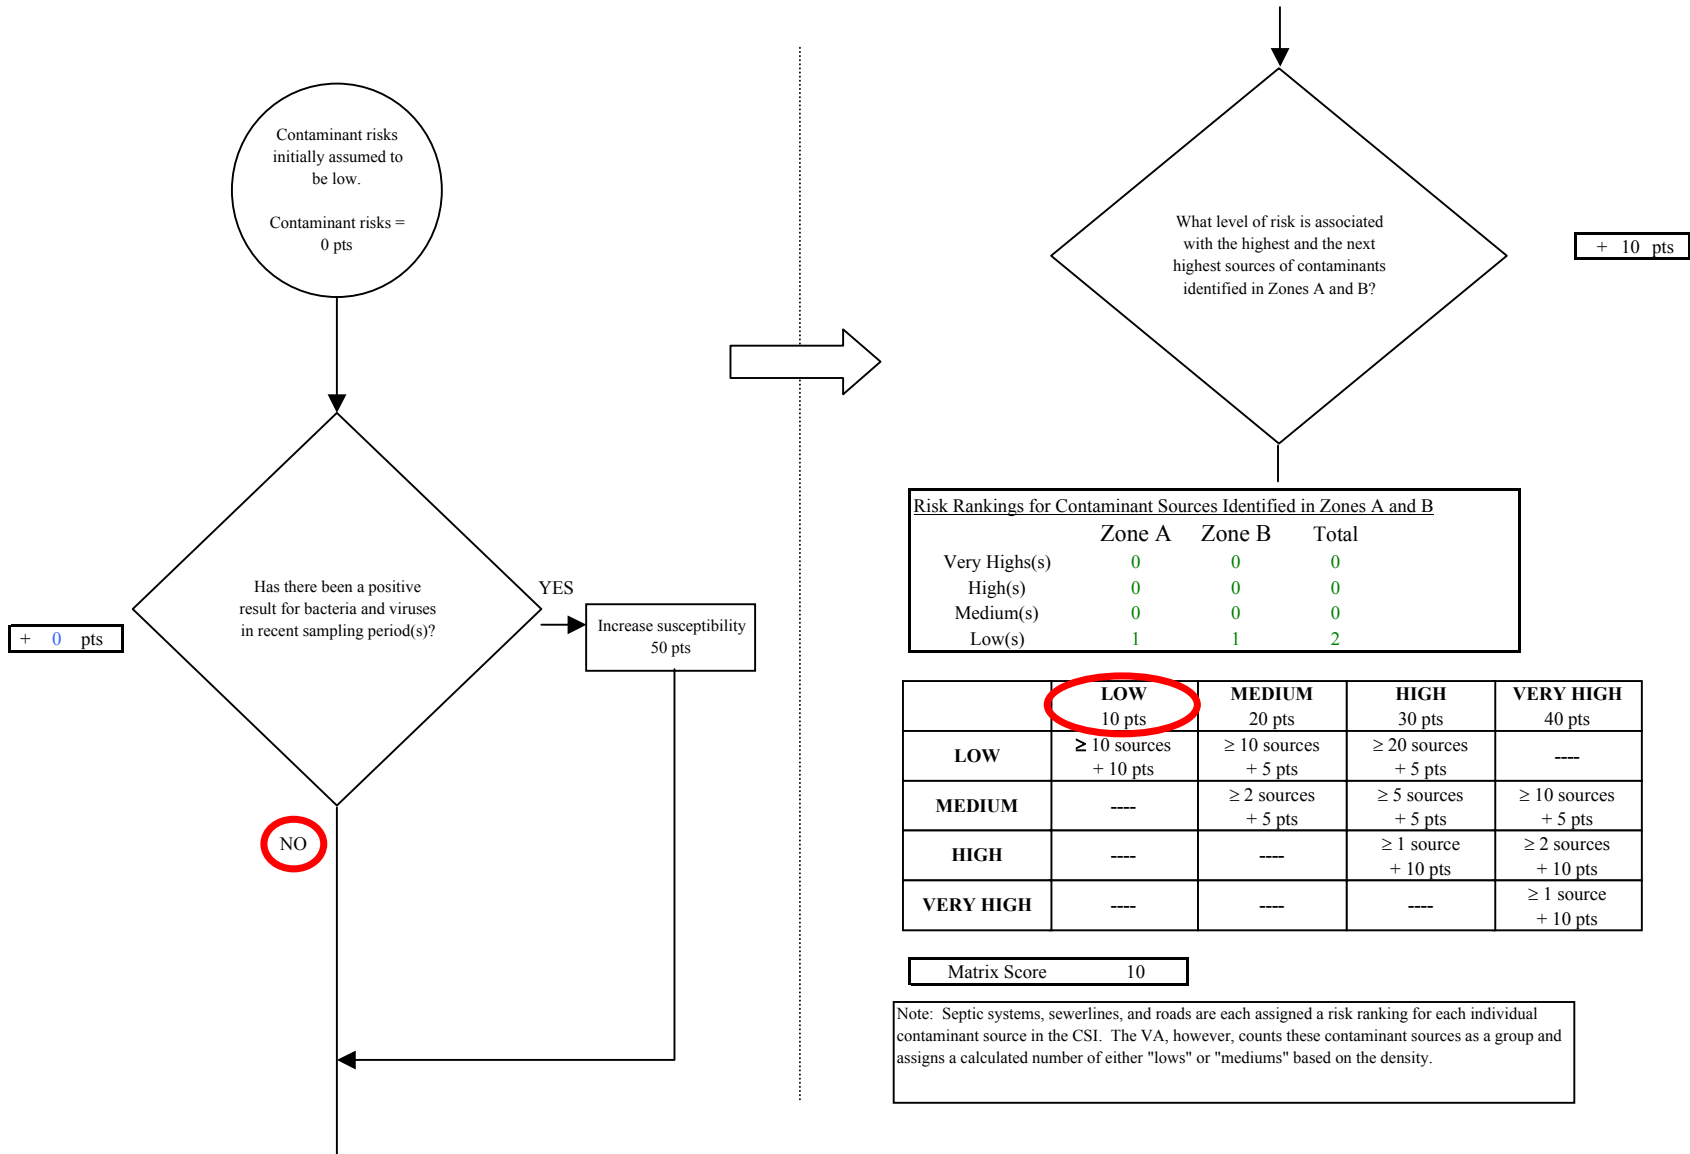 Contaminant risks
initially assumed to
be low.
Contaminant risks =
0 pts
Has there been a positive
result for bacteria and viruses
in recent sampling period(s)?
YES
+ 0 pts
Increase susceptibility
50 pts
NO
What level of risk is associated
with the highest and the next
highest sources of contaminants
identified in Zones A and B?
+ 10 pts
Risk Rankings for Contaminant Sources Identified in Zones A and B
Zone A Zone B Total
Very Highs(s) 0 0 0
High(s) 0 0 0
Medium(s) 0 0 0
Low(s) 1 1 2
LOW MEDIUM HIGH VERY HIGH
10 pts 20 pts 30 pts 40 pts
LOW ≥ 10 sources ≥ 10 sources ≥ 20 sources ----
+ 10 pts + 5 pts + 5 pts
MEDIUM ---- ≥ 2 sources ≥ 5 sources ≥ 10 sources
+ 5 pts + 5 pts + 5 pts
HIGH ---- ---- ≥ 1 source ≥ 2 sources
+ 10 pts + 10 pts
VERY HIGH ---- ---- ---- ≥ 1 source
+ 10 pts
Matrix Score 10
Note: Septic systems, sewerlines, and roads are each assigned a risk ranking for each individual
contaminant source in the CSI. The VA, however, counts these contaminant sources as a group and
assigns a calculated number of either "lows" or "mediums" based on the density.